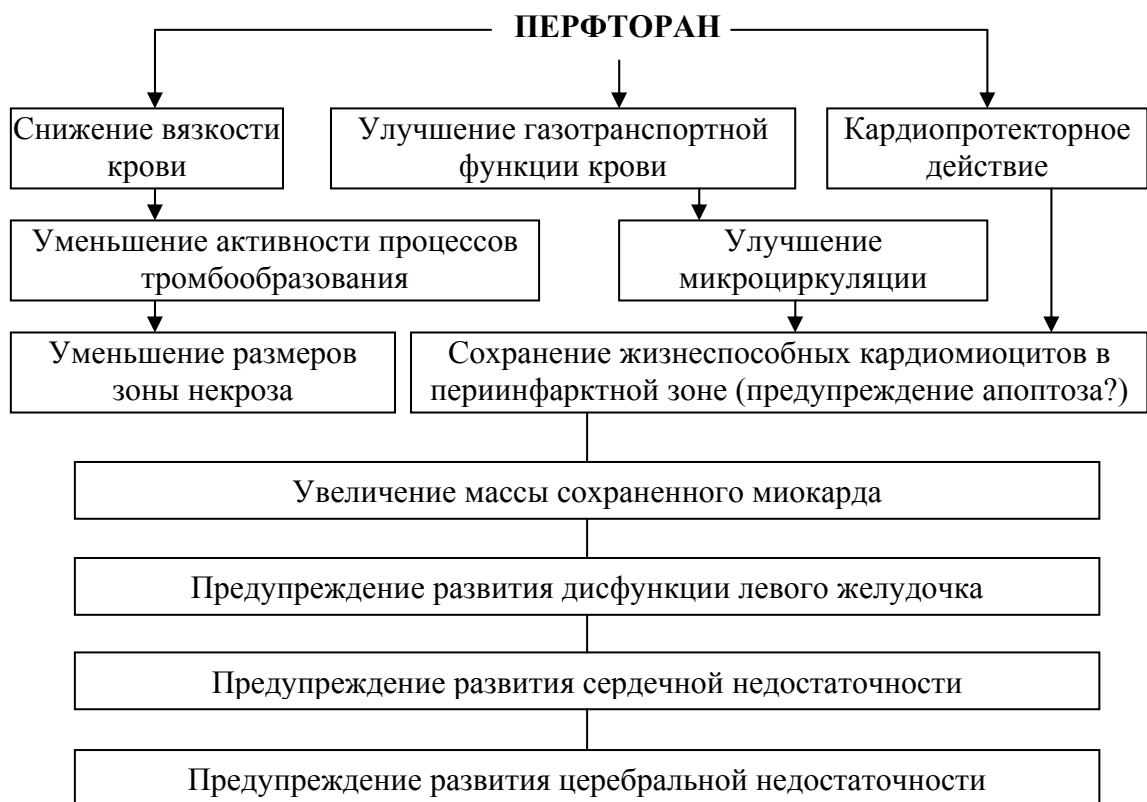 ПЕРФТОРАН
Снижение вязкости
крови
Улучшение газотранспортной
функции крови
Кардиопротекторное
действие
Уменьшение активности процессов
тромбообразования
Улучшение
микроциркуляции
Уменьшение размеров
зоны некроза
Сохранение жизнеспособных кардиомиоцитов в
периинфарктной зоне (предупреждение апоптоза?)
Увеличение массы сохраненного миокарда
Предупреждение развития дисфункции левого желудочка
Предупреждение развития сердечной недостаточности
Предупреждение развития церебральной недостаточности